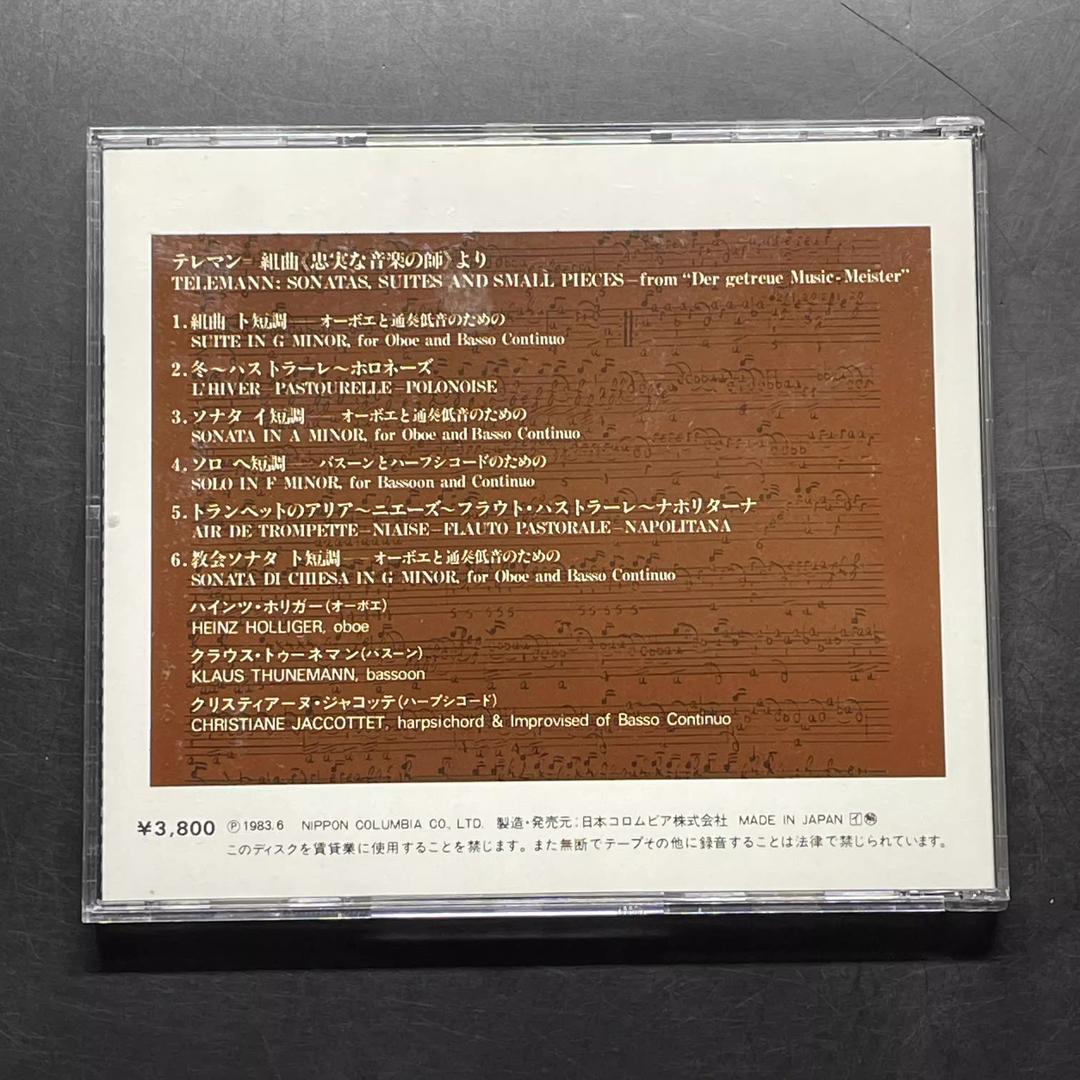 テレマン=組曲《忠実な音楽の師》より
TELEMANN: SONATAS, SUITES AND SMALL PIECES—from "Der getreue Music-Meister"
1. 組曲 ト短調——オーボエと通奏低音のための
SUITE IN G MINOR, for Oboe and Basso Continuo
2. 冬〜パストラーレ〜ポロネーズ
L'HIVER—PASTOURELLE—POLONOISE
3. ソナタ イ短調——オーボエと通奏低音のための
SONATA IN A MINOR, for Oboe and Basso Continuo
4. ソロ ヘ短調——バスーンとハープシコードのための
SOLO IN F MINOR, for Bassoon and Continuo
5. トランペットのアリア〜ニエーズ〜フラウト・パストラーレ〜ナポリターナ
AIR DE TROMPETTE—NIAISE—FLAUTO PASTORALE—NAPOLITANA
6. 教会ソナタ ト短調——オーボエと通奏低音のための
SONATA DI CHIESA IN G MINOR, for Oboe and Basso Continuo
ハインツ・ホリガー(オーボエ)
HEINZ HOLLIGER, oboe
クラウス・トゥーネマン(バスーン)
KLAUS THUNEMANN, bassoon
クリスティアーヌ・ジャコッテ(ハープシコード)
CHRISTIANE JACCOTTET, harpsichord & Improvised of Basso Continuo
¥3,800 Ⓟ1983.6 NIPPON COLUMBIA CO., LTD. 製造・発売元:日本コロムビア株式会社 MADE IN JAPAN イ
このディスクを賃貸業に使用することを禁じます。また無断でテープその他に録音することは法律で禁じられています。